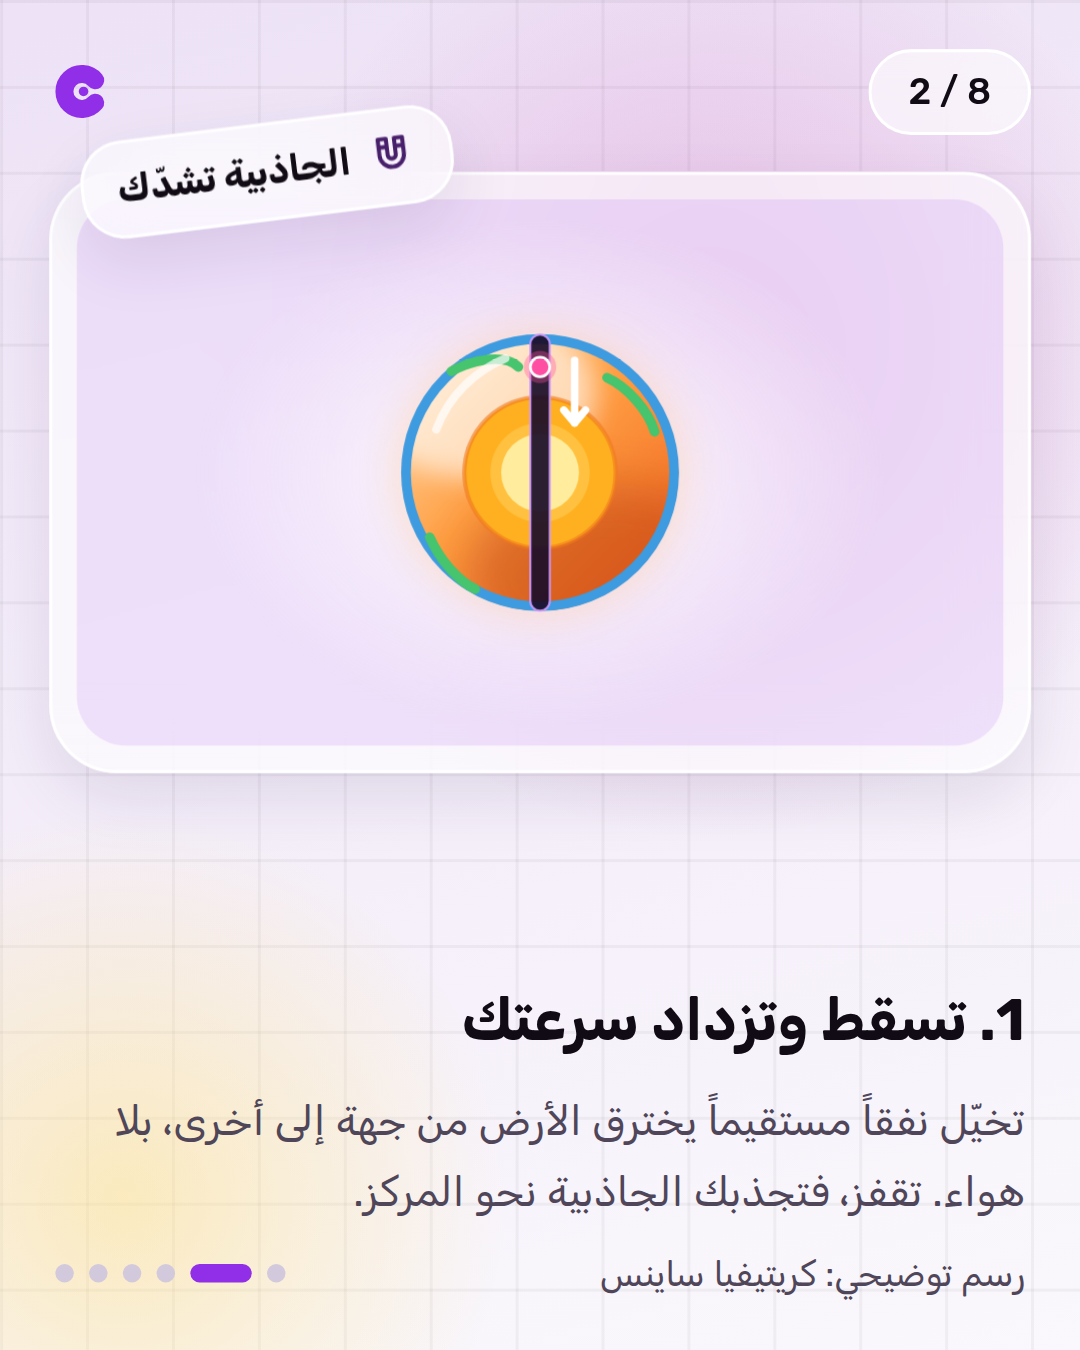 2 / 8
الجاذبية تشدّك
1. تسقط وتزداد سرعتك
تخيّل نفقاً مستقيماً يخترق الأرض من جهة إلى أخرى، بلا
هواء. تقفز، فتجذبك الجاذبية نحو المركز.
رسم توضيحي: كريتيفيا ساينس